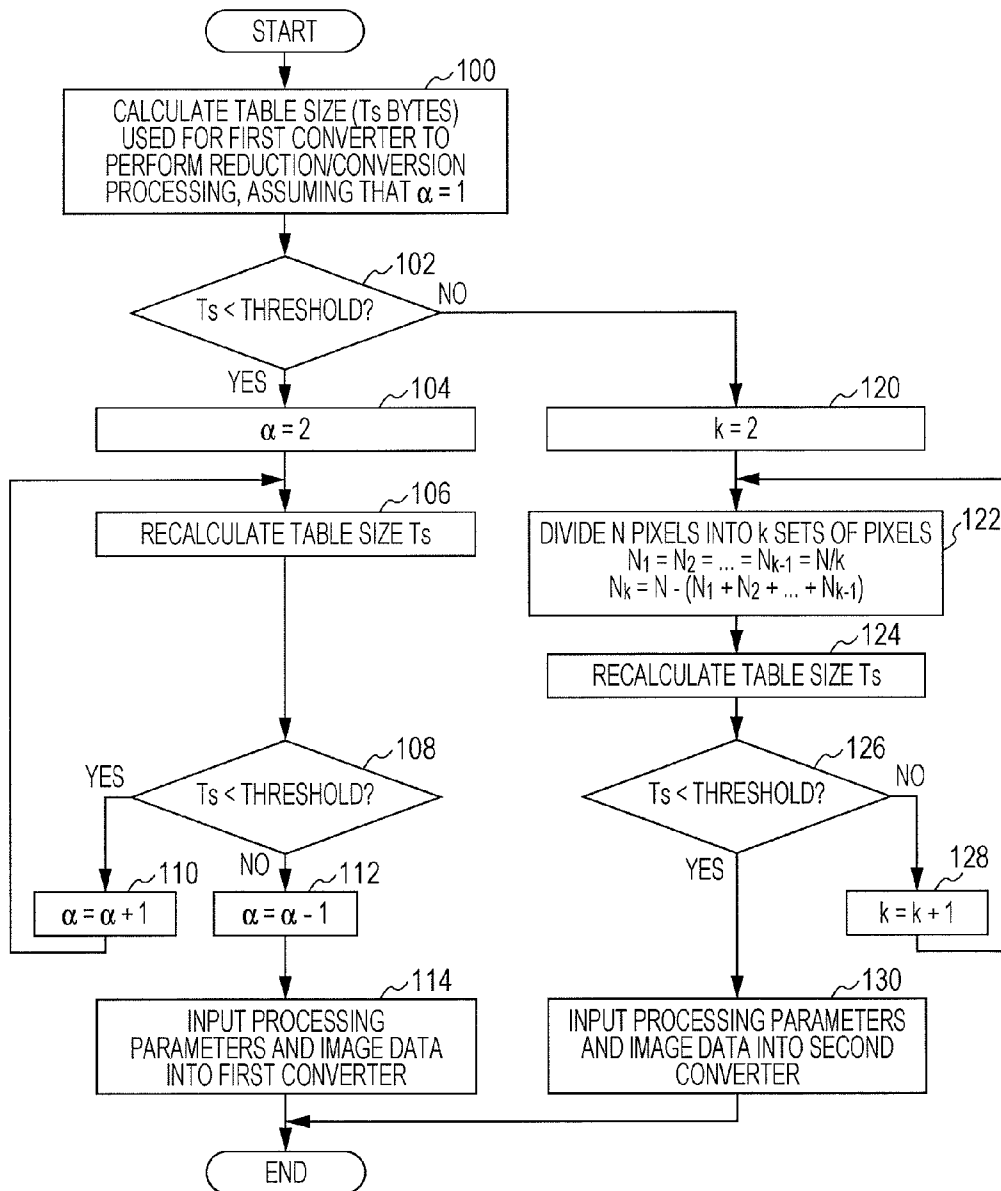 START
100
CALCULATE TABLE SIZE (Ts BYTES)
USED FOR FIRST CONVERTER TO
PERFORM REDUCTION/CONVERSION
PROCESSING, ASSUMING THAT α = 1
102
Ts < THRESHOLD?
NO
YES
104
α = 2
120
k = 2
106
RECALCULATE TABLE SIZE Ts
122
DIVIDE N PIXELS INTO k SETS OF PIXELS
N₁ = N₂ = ... = Nₖ₋₁ = N/k
Nₖ = N - (N₁ + N₂ + ... + Nₖ₋₁)
124
RECALCULATE TABLE SIZE Ts
108
Ts < THRESHOLD?
YES
NO
126
Ts < THRESHOLD?
NO
YES
110
α = α + 1
112
α = α - 1
128
k = k + 1
114
INPUT PROCESSING
PARAMETERS AND IMAGE DATA
INTO FIRST CONVERTER
130
INPUT PROCESSING PARAMETERS
AND IMAGE DATA INTO SECOND
CONVERTER
END